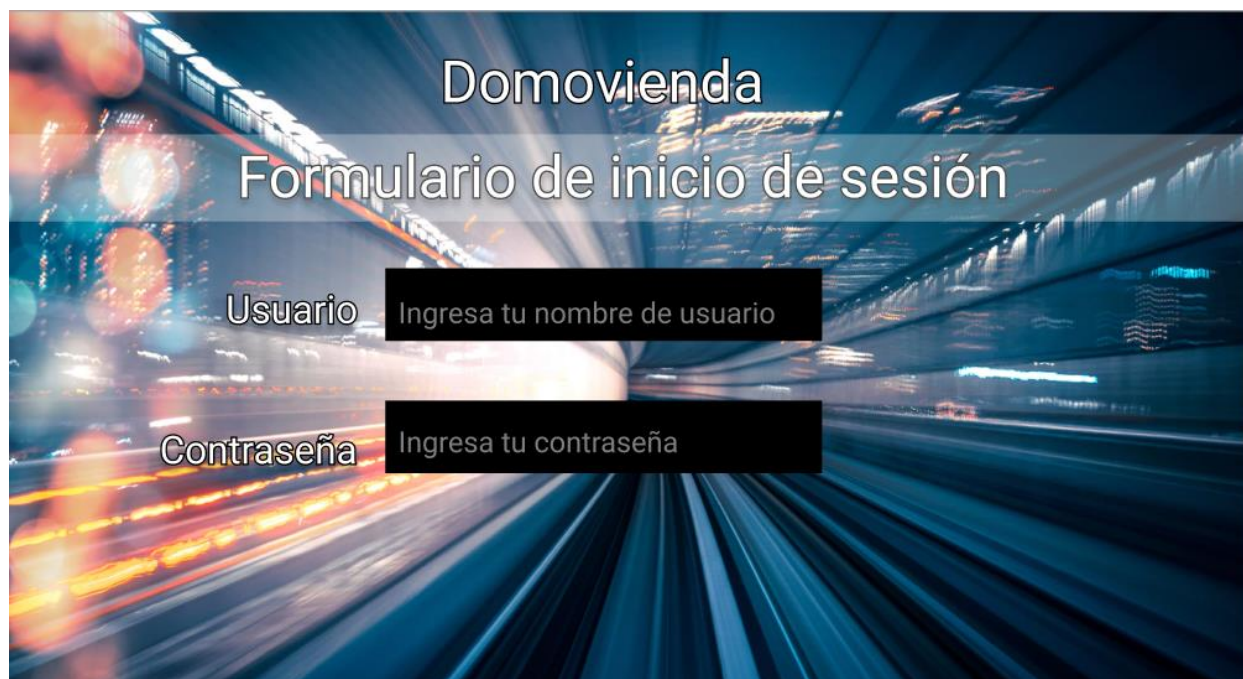 Domovienda
Formulario de inicio de sesión
Usuario
Ingresa tu nombre de usuario
Contraseña
Ingresa tu contraseña